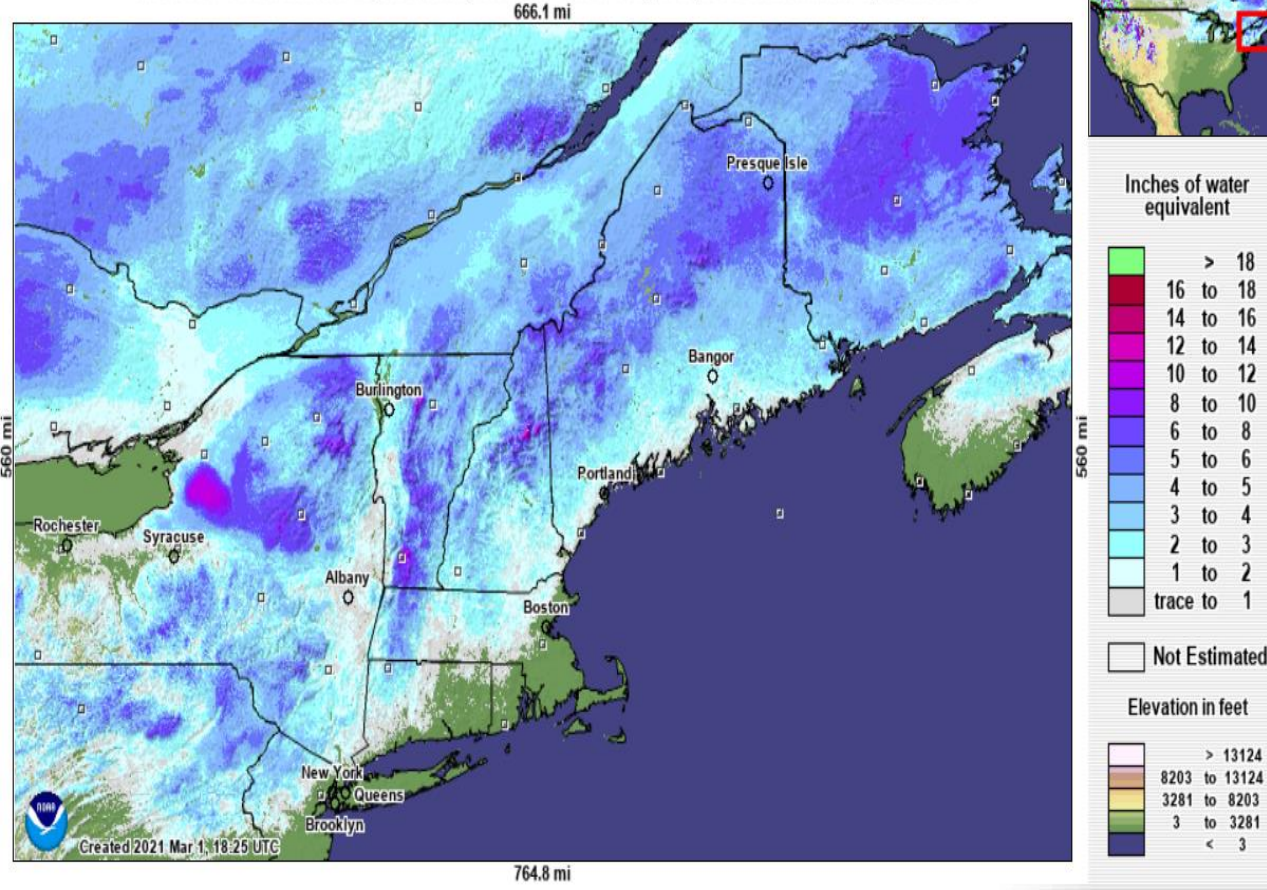 666.1 mi
Presque Isle
Bangor
Burlington
Portland
560 mi
560 mi
Rochester
Syracuse
Albany
Boston
New York
Queens
Brooklyn
NOAA
Created 2021 Mar 1, 18:25 UTC
764.8 mi
Inches of water
equivalent
> 18
16 to 18
14 to 16
12 to 14
10 to 12
8 to 10
6 to 8
5 to 6
4 to 5
3 to 4
2 to 3
1 to 2
trace to 1
Not Estimated
Elevation in feet
> 13124
8203 to 13124
3281 to 8203
3 to 3281
< 3